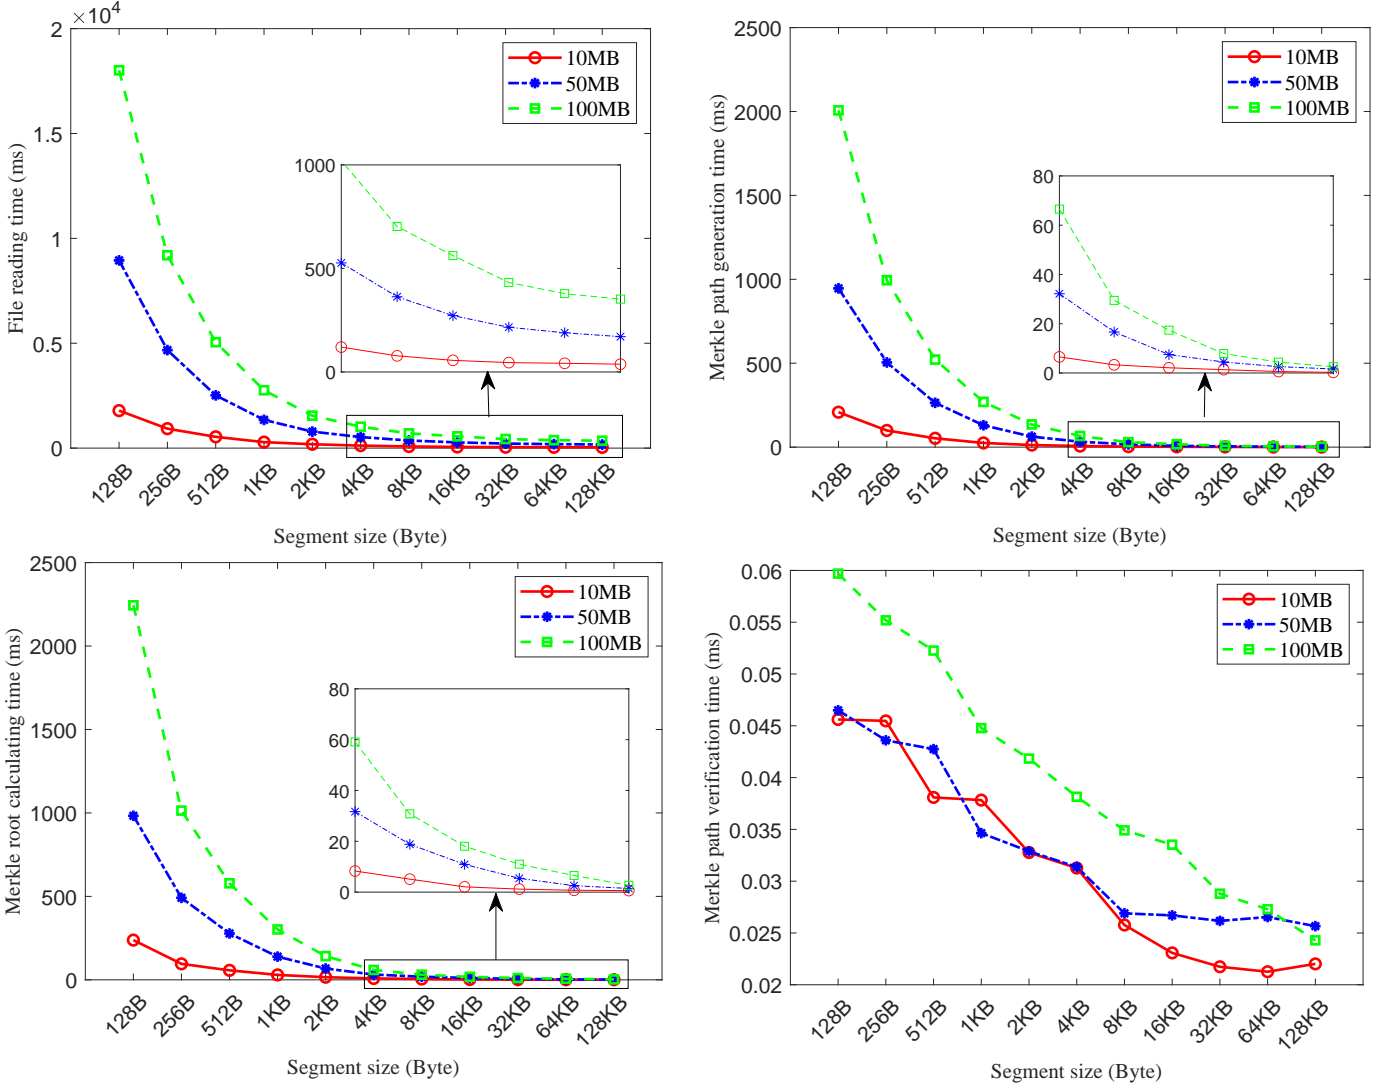 ×10⁴
2
1.5
1
0.5
0
File reading time (ms)
10MB
50MB
100MB
1000
500
0
128B
256B
512B
1KB
2KB
4KB
8KB
16KB
32KB
64KB
128KB
Segment size (Byte)
2500
2000
1500
1000
500
0
Merkle path generation time (ms)
10MB
50MB
100MB
80
60
40
20
0
128B
256B
512B
1KB
2KB
4KB
8KB
16KB
32KB
64KB
128KB
Segment size (Byte)
2500
2000
1500
1000
500
0
Merkle root calculating time (ms)
10MB
50MB
100MB
80
60
40
20
0
128B
256B
512B
1KB
2KB
4KB
8KB
16KB
32KB
64KB
128KB
Segment size (Byte)
0.06
0.055
0.05
0.045
0.04
0.035
0.03
0.025
0.02
Merkle path verification time (ms)
10MB
50MB
100MB
128B
256B
512B
1KB
2KB
4KB
8KB
16KB
32KB
64KB
128KB
Segment size (Byte)